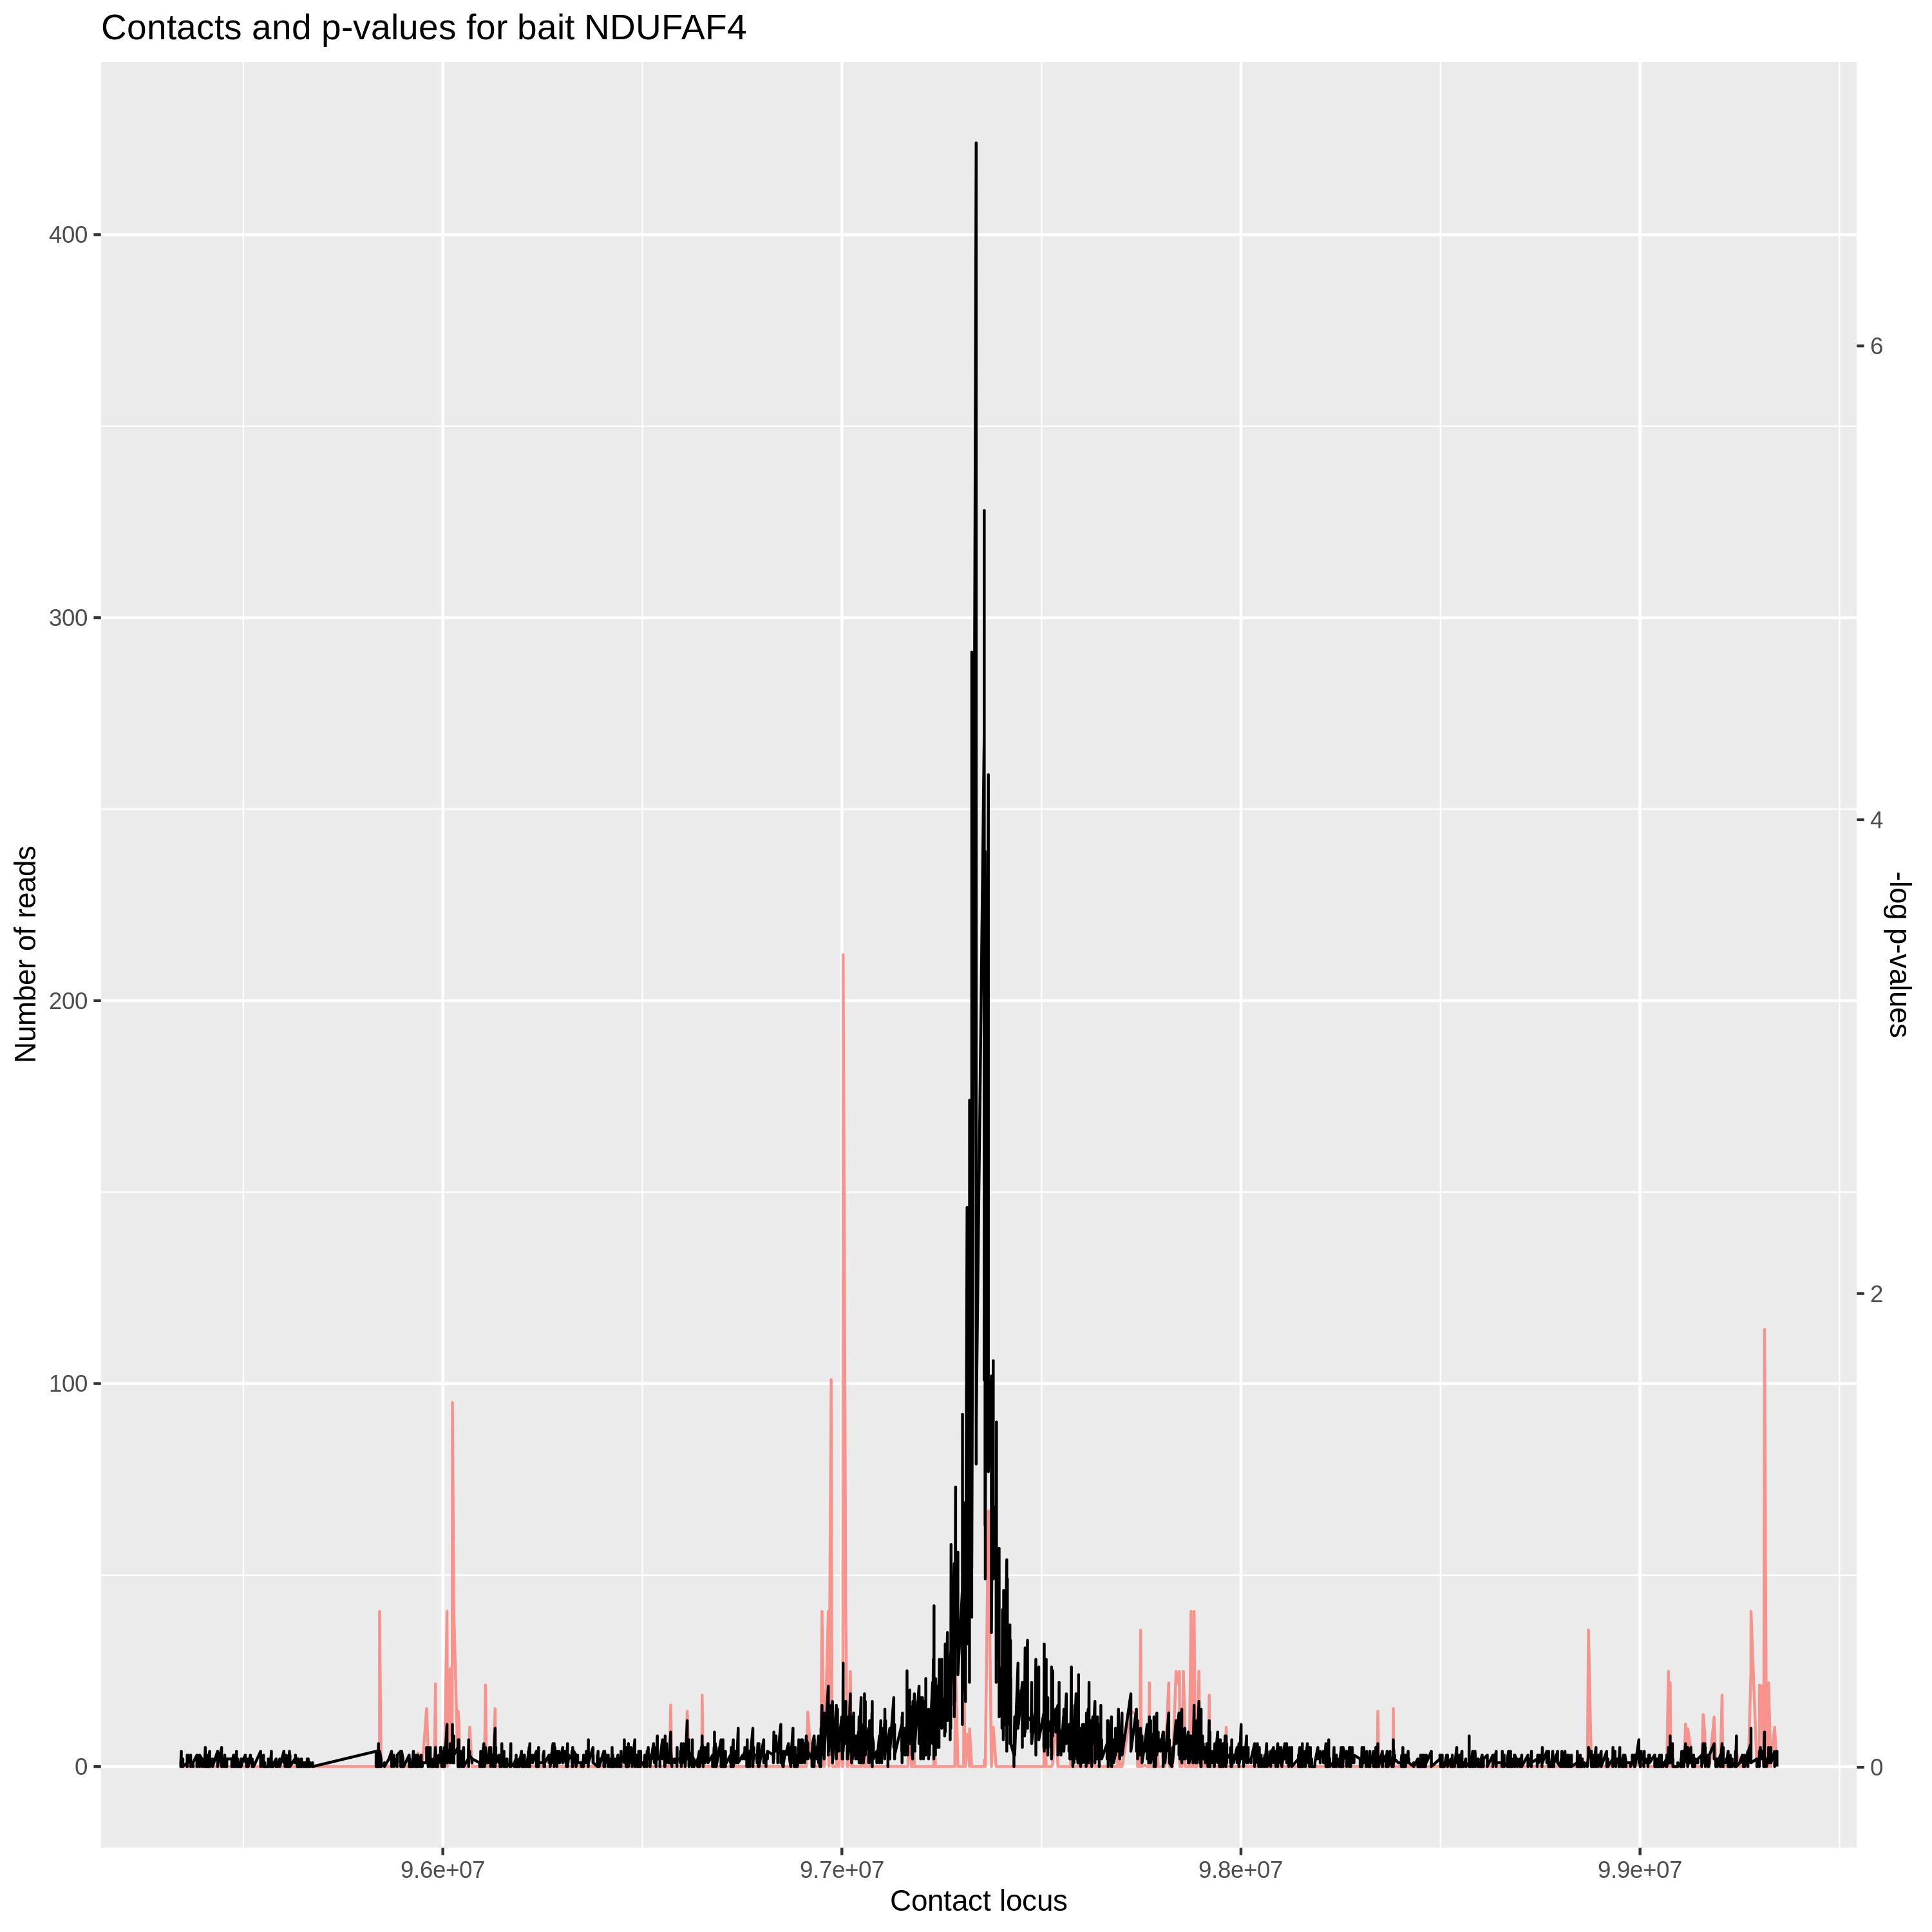 Contacts and p-values for bait NDUFAF4
400
300
200
100
0
Number of reads
6
4
2
0
-log p-values
9.6e+07 9.7e+07 9.8e+07 9.9e+07
Contact locus